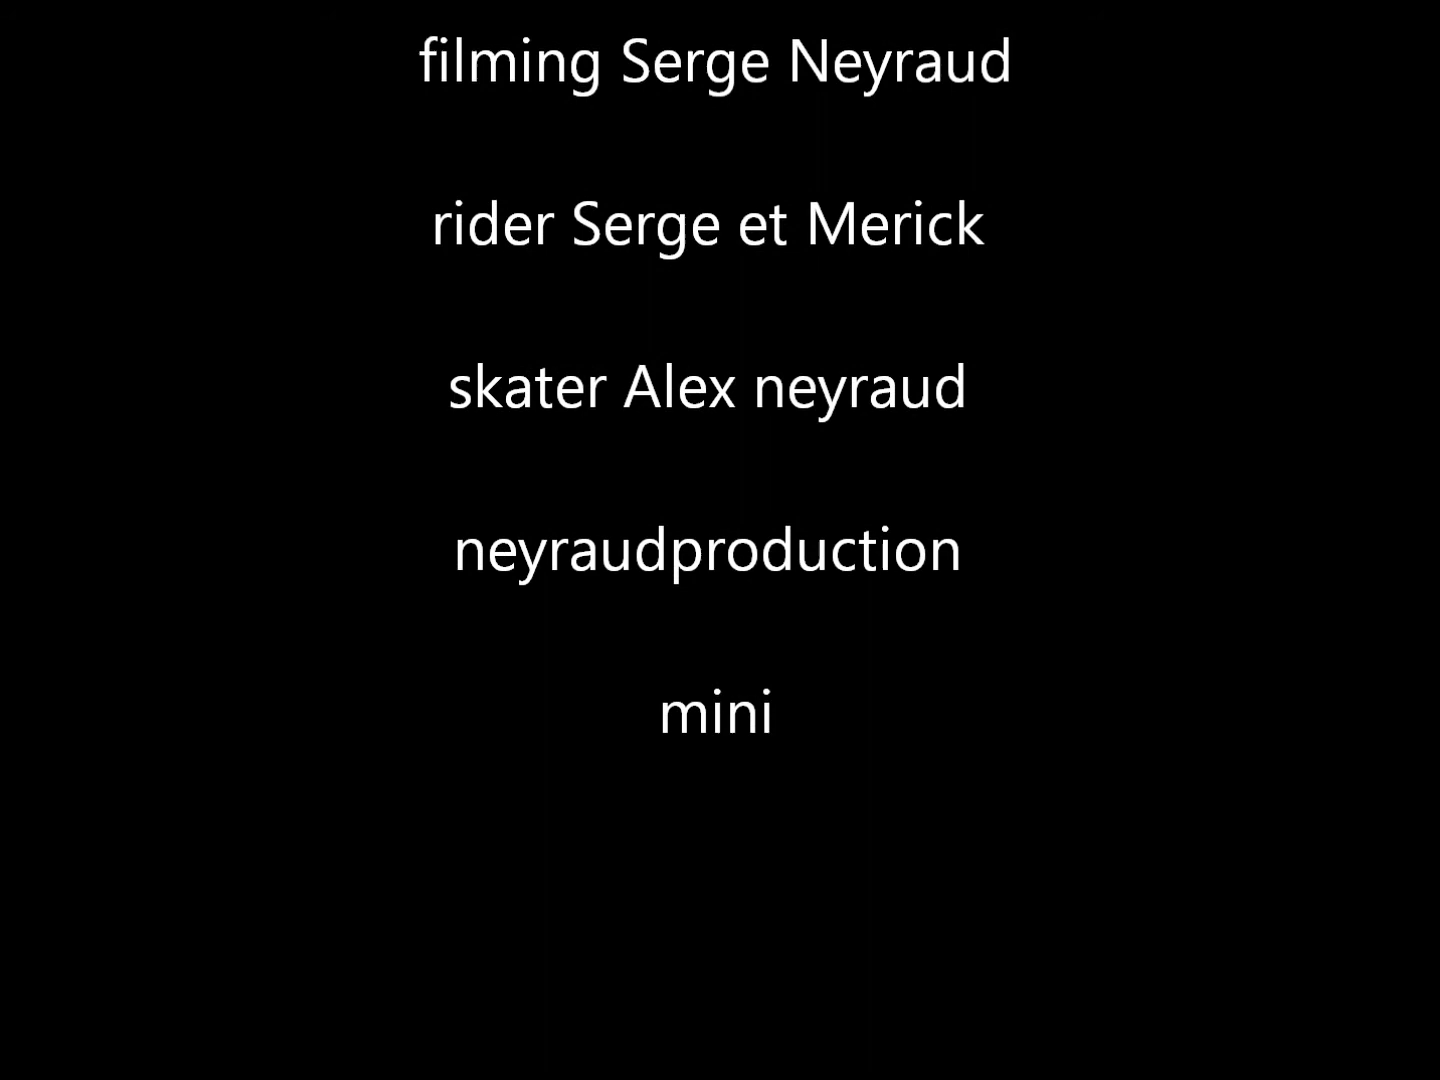 filming Serge Neyraud
rider Serge et Merick
skater Alex neyraud
neyraudproduction
mini